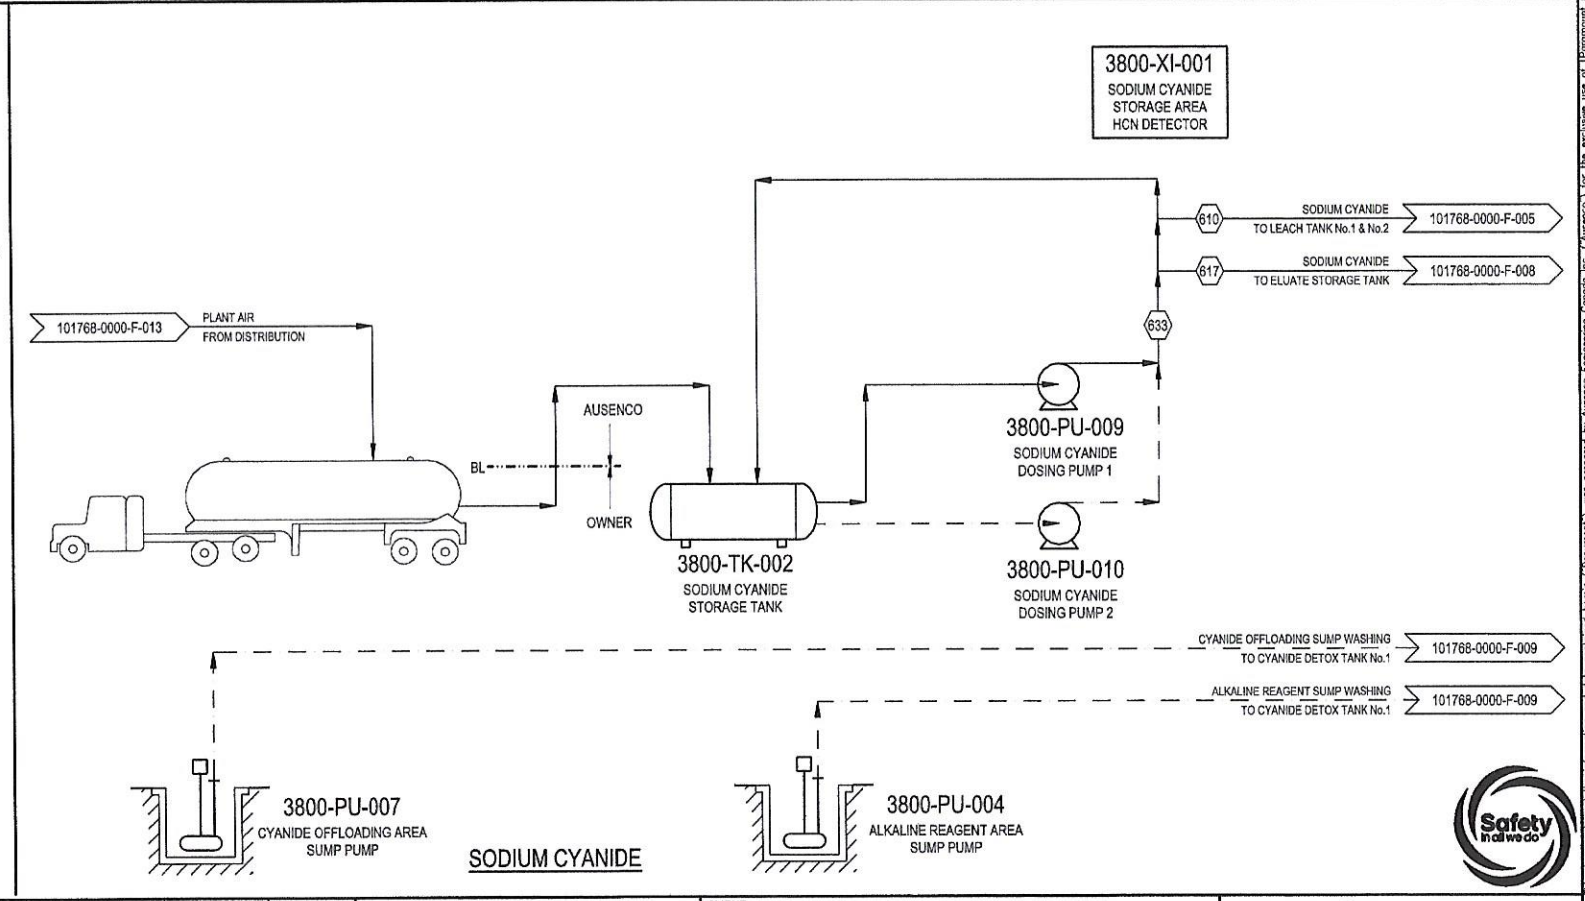 3800-XI-001
SODIUM CYANIDE
STORAGE AREA
HCN DETECTOR
610
SODIUM CYANIDE
TO LEACH TANK No.1 & No.2
101768-0000-F-005
617
SODIUM CYANIDE
TO ELUATE STORAGE TANK
101768-0000-F-008
633
101768-0000-F-013
PLANT AIR
FROM DISTRIBUTION
AUSENCO
BL
OWNER
3800-TK-002
SODIUM CYANIDE
STORAGE TANK
3800-PU-009
SODIUM CYANIDE
DOSING PUMP 1
3800-PU-010
SODIUM CYANIDE
DOSING PUMP 2
CYANIDE OFFLOADING SUMP WASHING
TO CYANIDE DETOX TANK No.1
101768-0000-F-009
ALKALINE REAGENT SUMP WASHING
TO CYANIDE DETOX TANK No.1
101768-0000-F-009
3800-PU-007
CYANIDE OFFLOADING AREA
SUMP PUMP
3800-PU-004
ALKALINE REAGENT AREA
SUMP PUMP
SODIUM CYANIDE
Safety
in all we do